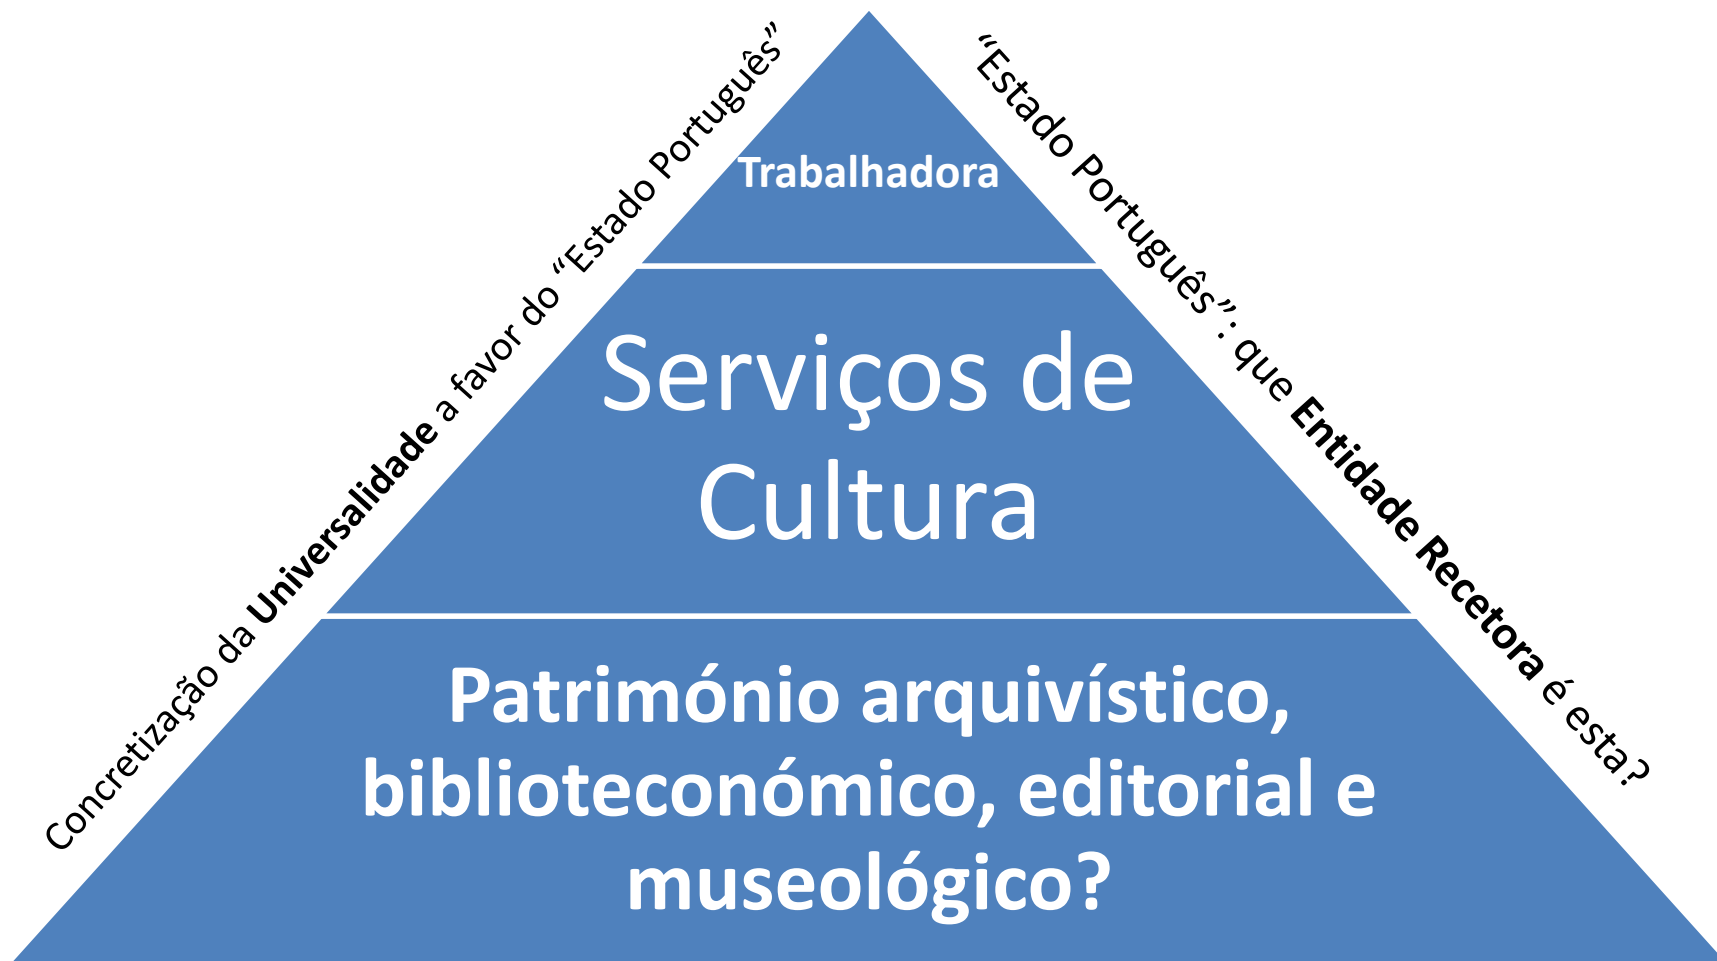 Concretização da Universalidade a favor do “Estado Português”
“Estado Português”: que Entidade Recetora é esta?
Trabalhadora
Serviços de
Cultura
Património arquivístico,
biblioteconómico, editorial e
museológico?